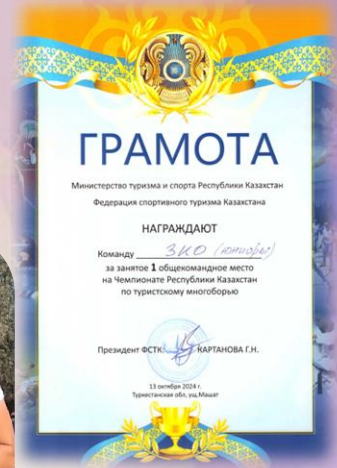 ГРАМОТА
Министерство туризма и спорта Республики Казахстан
Федерация спортивного туризма Казахстана
НАГРАЖДАЮТ
Команду ЗКО (юниоры)
за занятое 1 общекомандное место
на Чемпионате Республики Казахстан
по туристскому многоборью
Президент ФСТК КАРТАНОВА Г.Н.
13 октября 2024 г.
Туркестанская обл, ущ.Машат